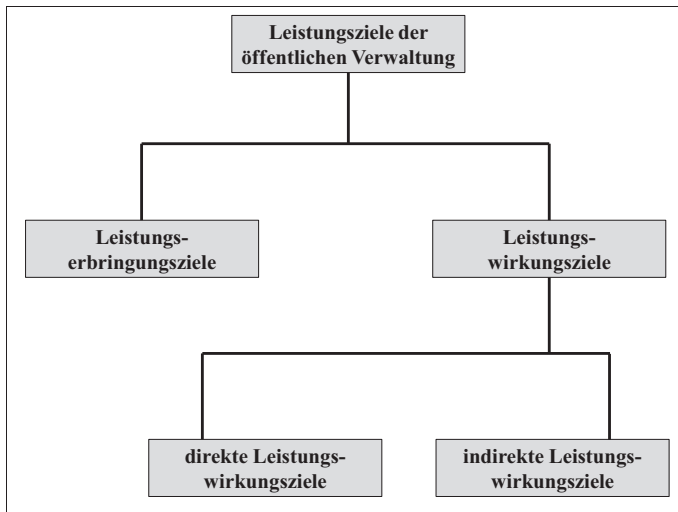 Leistungsziele der
öffentlichen Verwaltung
Leistungs-
erbringungsziele
Leistungs-
wirkungsziele
direkte Leistungs-
wirkungsziele
indirekte Leistungs-
wirkungsziele